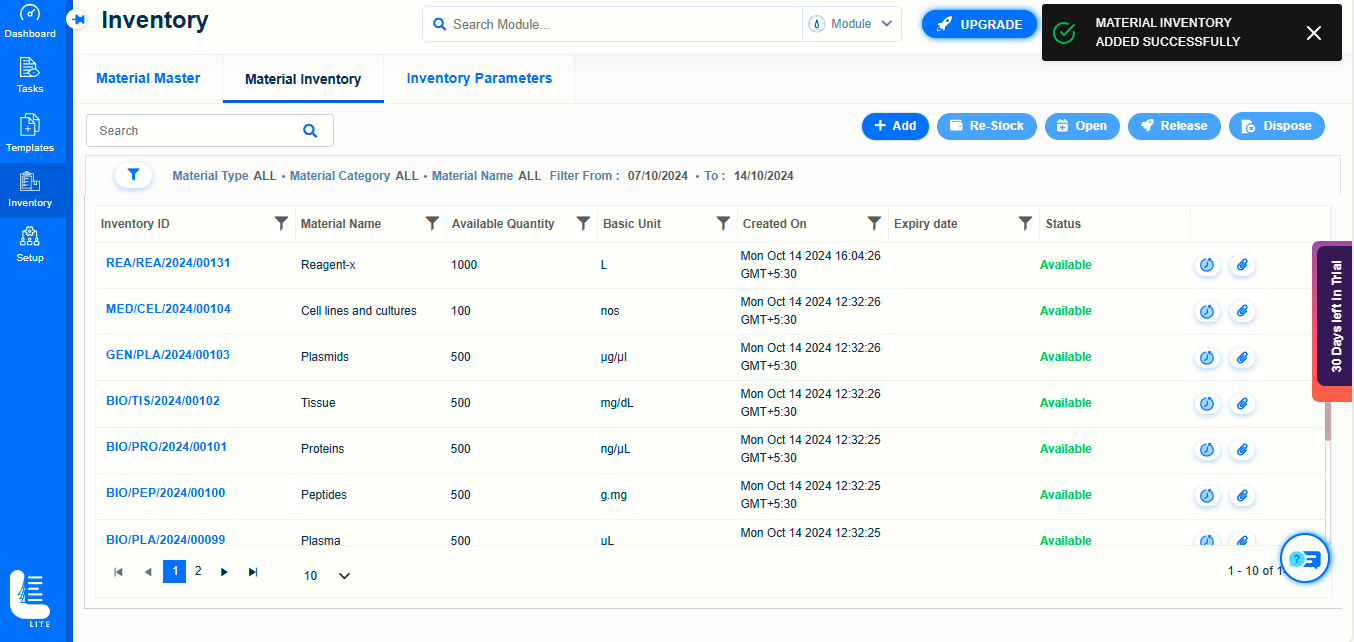 Dashboard
Tasks
Templates
Inventory
Setup
LITE
Inventory
Search Module...
Module
UPGRADE
MATERIAL INVENTORY
ADDED SUCCESSFULLY
Material Master
Material Inventory
Inventory Parameters
Search
+ Add
Re-Stock
Open
Release
Dispose
Material Type ALL • Material Category ALL • Material Name ALL Filter From : 07/10/2024 • To : 14/10/2024
Inventory ID Material Name Available Quantity Basic Unit Created On Expiry date Status
REA/REA/2024/00131 Reagent-x 1000 L Mon Oct 14 2024 16:04:26 Available
GMT+5:30
MED/CEL/2024/00104 Cell lines and cultures 100 nos Mon Oct 14 2024 12:32:26 Available
GMT+5:30
GEN/PLA/2024/00103 Plasmids 500 µg/µl Mon Oct 14 2024 12:32:26 Available
GMT+5:30
BIO/TIS/2024/00102 Tissue 500 mg/dL Mon Oct 14 2024 12:32:26 Available
GMT+5:30
BIO/PRO/2024/00101 Proteins 500 ng/µL Mon Oct 14 2024 12:32:25 Available
GMT+5:30
BIO/PEP/2024/00100 Peptides 500 g.mg Mon Oct 14 2024 12:32:25 Available
GMT+5:30
BIO/PLA/2024/00099 Plasma 500 uL Mon Oct 14 2024 12:32:25 Available
1 2
10
1 - 10 of
30 Days left in Trial